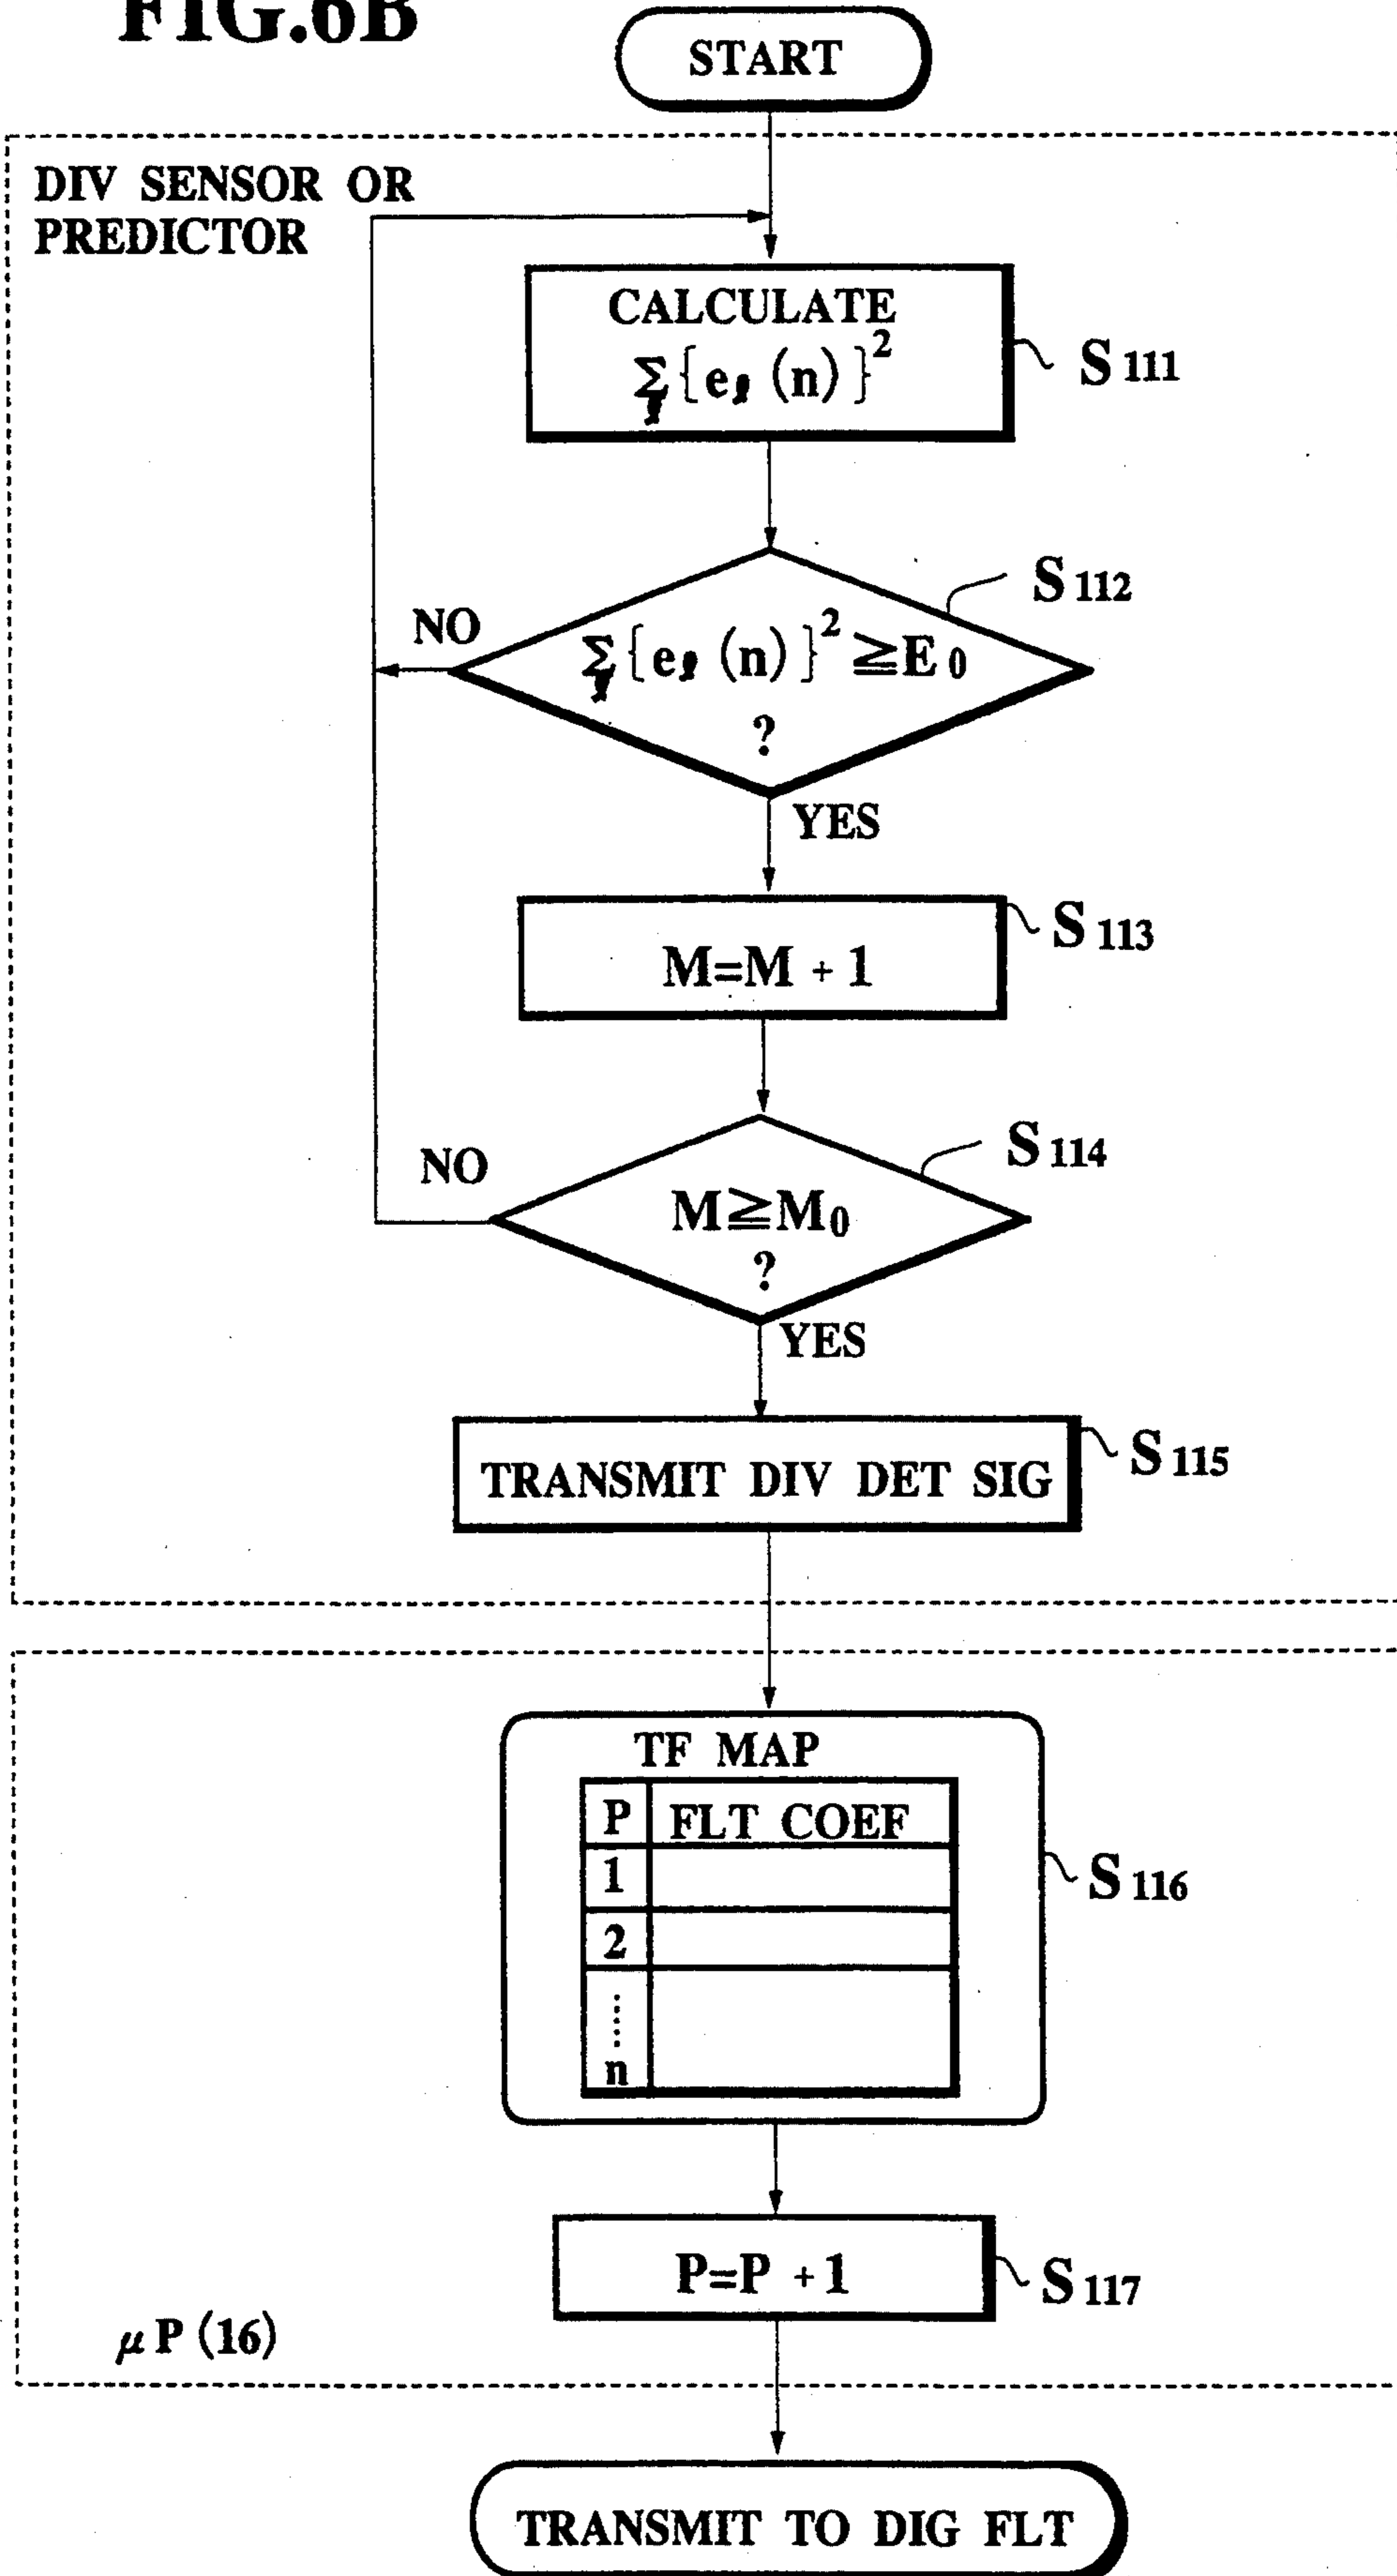 FIG.6B
START
DIV SENSOR OR
PREDICTOR
CALCULATE
Σ{e (n)}²
S111
S112
NO
Σ{e (n)}² ≧E0
?
YES
M=M + 1
S113
S114
NO
M≧M0
?
YES
TRANSMIT DIV DET SIG
S115
TF MAP
P FLT COEF
1
2
n
S116
P=P +1
S117
μP(16)
TRANSMIT TO DIG FLT